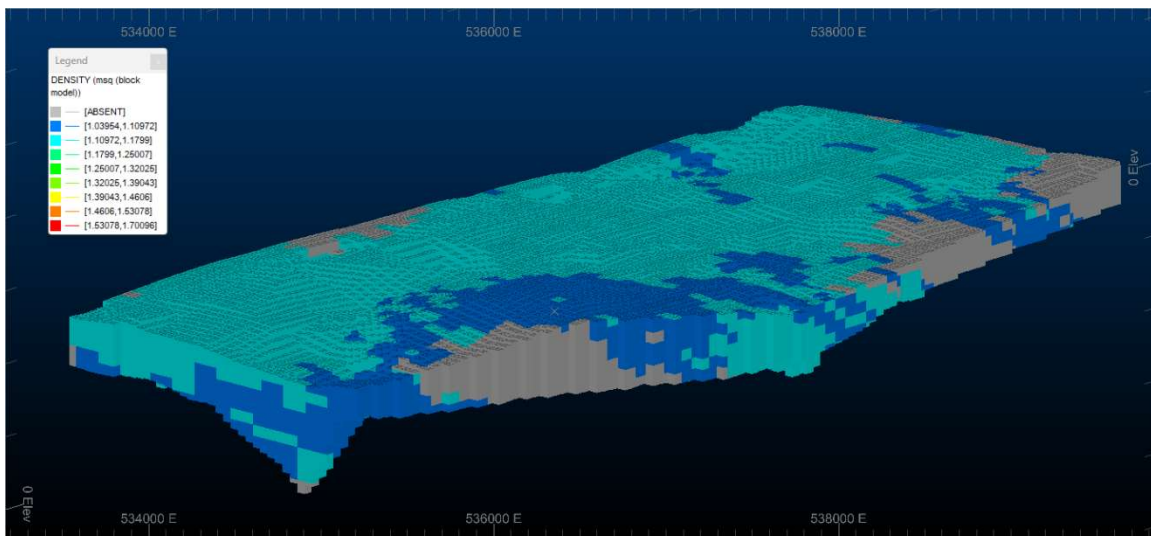 534000 E
536000 E
538000 E
Legend
DENSITY (msq (block
model))
[ABSENT]
[1.03954,1.10972]
[1.10972,1.1799]
[1.1799,1.25007]
[1.25007,1.32025]
[1.32025,1.39043]
[1.39043,1.4606]
[1.4606,1.53078]
[1.53078,1.70096]
0 Elev
0 Elev
534000 E
536000 E
538000 E